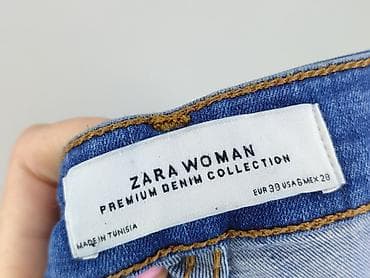 ZARA WOMAN
PREMIUM DENIM COLLECTION
EUR 38 USA 6 MEX 28
MADE IN TUNISIA